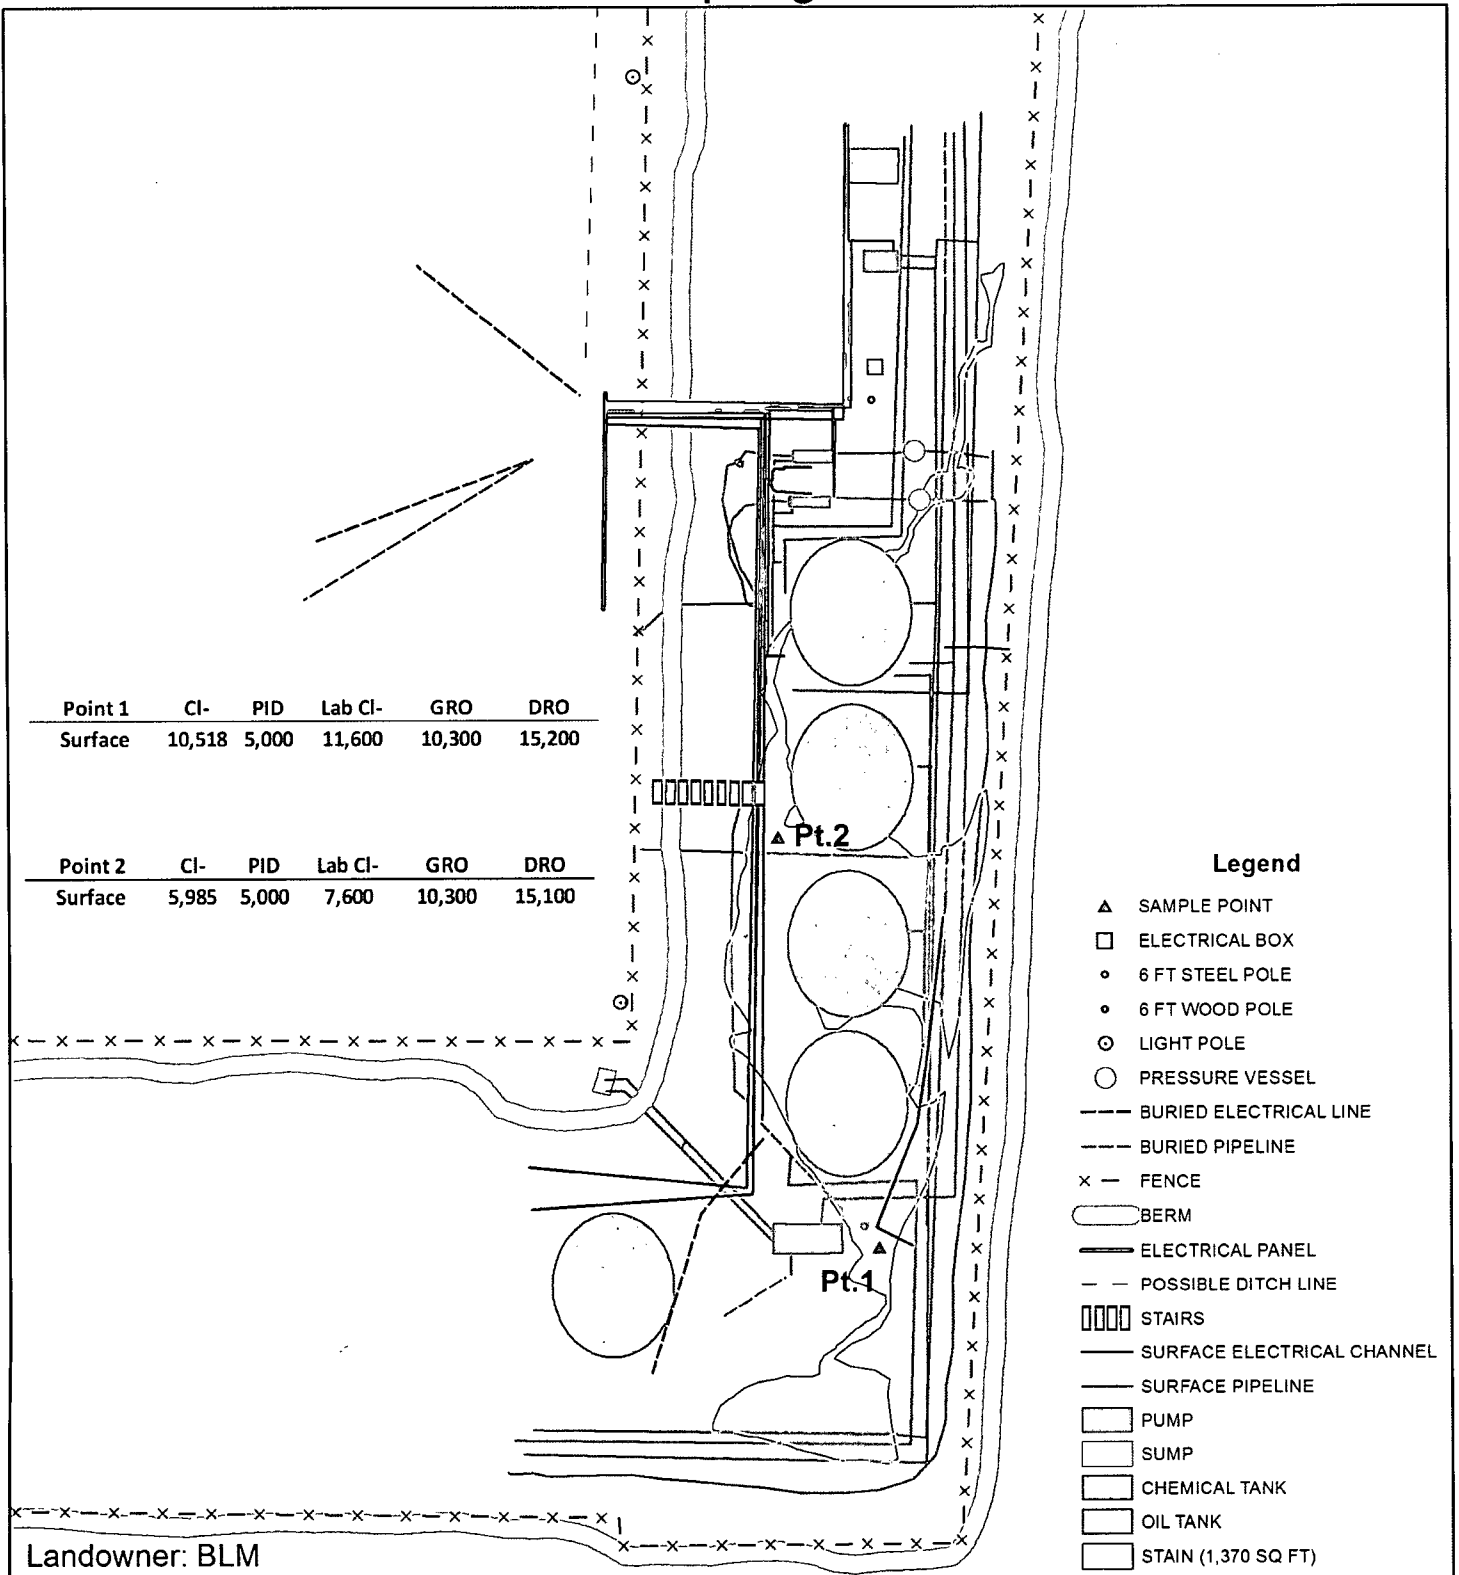 Point 1 Cl- PID Lab Cl- GRO DRO
Surface 10,518 5,000 11,600 10,300 15,200
Pt.2
Point 2 Cl- PID Lab Cl- GRO DRO
Surface 5,985 5,000 7,600 10,300 15,100
Pt.1
Legend
SAMPLE POINT
ELECTRICAL BOX
6 FT STEEL POLE
6 FT WOOD POLE
LIGHT POLE
PRESSURE VESSEL
BURIED ELECTRICAL LINE
BURIED PIPELINE
FENCE
BERM
ELECTRICAL PANEL
POSSIBLE DITCH LINE
STAIRS
SURFACE ELECTRICAL CHANNEL
SURFACE PIPELINE
PUMP
SUMP
CHEMICAL TANK
OIL TANK
STAIN (1,370 SQ FT)
Landowner: BLM